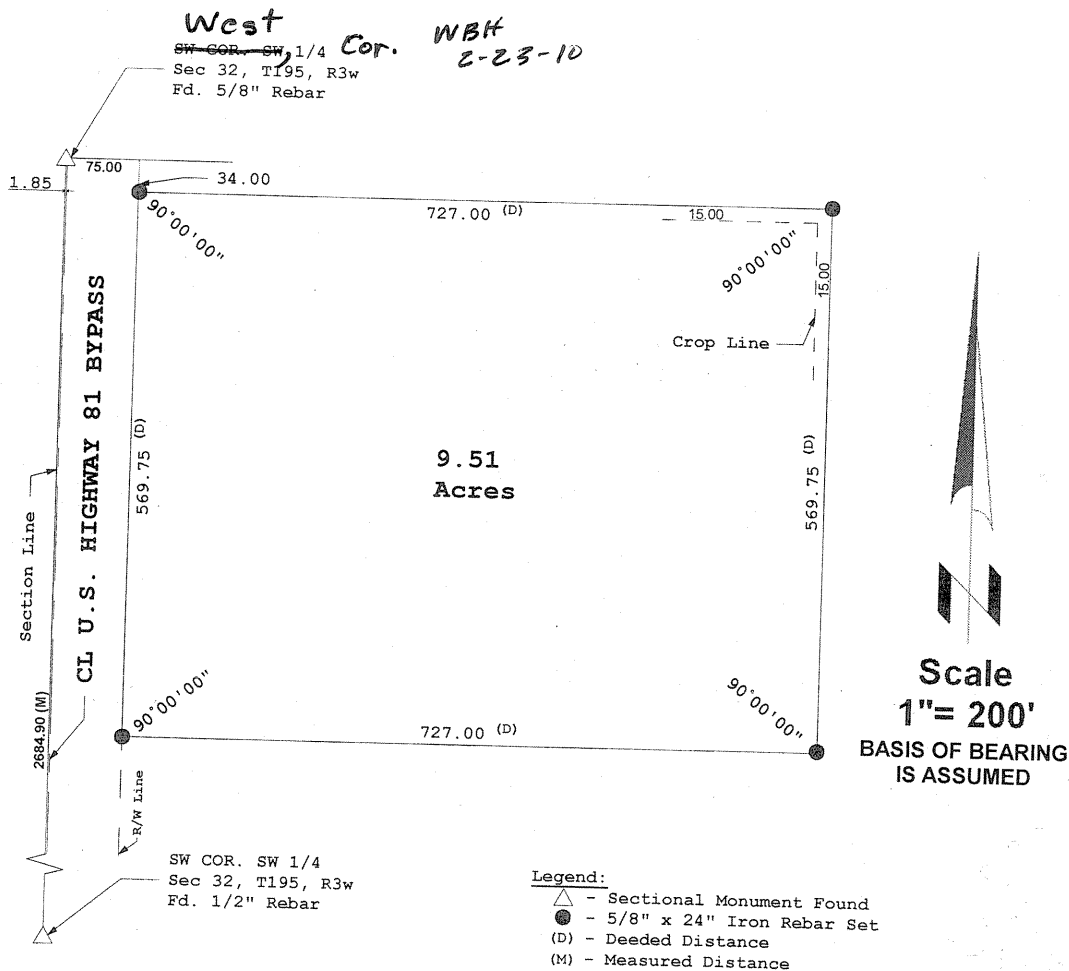 West
SW COR. SW, 1/4 Cor. WBH
2-23-10
Sec 32, T195, R3w
Fd. 5/8" Rebar
75.00
1.85
34.00
727.00 (D)
15.00
90°00'00"
90°00'00"
15.00
Crop Line
CL U.S. HIGHWAY 81 BYPASS
569.75 (D)
9.51
Acres
569.75 (D)
Section Line
N
Scale
1"= 200'
BASIS OF BEARING
IS ASSUMED
90°00'00"
90°00'00"
727.00 (D)
2684.90 (M)
R/W Line
SW COR. SW 1/4
Sec 32, T195, R3w
Fd. 1/2" Rebar
Legend:
- Sectional Monument Found
- 5/8" x 24" Iron Rebar Set
(D) - Deeded Distance
(M) - Measured Distance